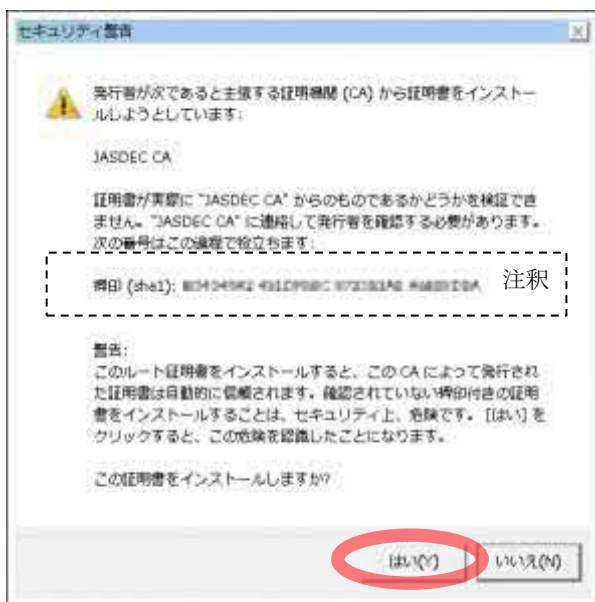 セキュリティ警告
発行者が次であると主張する証明機関 (CA) から証明書をインストー
ルしようとしています:
JASDEC CA
証明書が実際に "JASDEC CA" からのものであるかどうかを検証でき
ません。"JASDEC CA" に連絡して発行者を確認する必要があります。
次の番号はこの過程で役立ちます:
拇印 (sha1):
注釈
警告:
このルート証明書をインストールすると、この CA によって発行され
た証明書は自動的に信頼されます。確認されていない拇印付きの証明
書をインストールすることは、セキュリティ上、危険です。 [はい] を
クリックすると、この危険を認識したことになります。
この証明書をインストールしますか?
はい(Y)
いいえ(N)